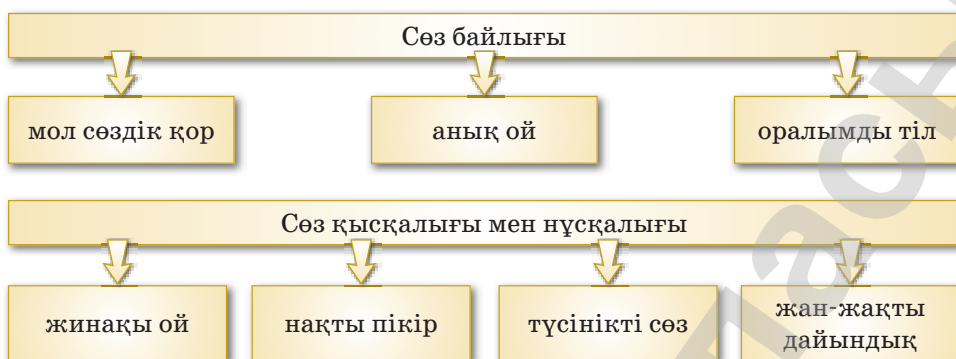 Сөз байлығы
мол сөздік қор
анық ой
оралымды тіл
Сөз қысқалығы мен нұсқалығы
жинақы ой
нақты пікір
түсінікті сөз
жан-жақты
дайындық